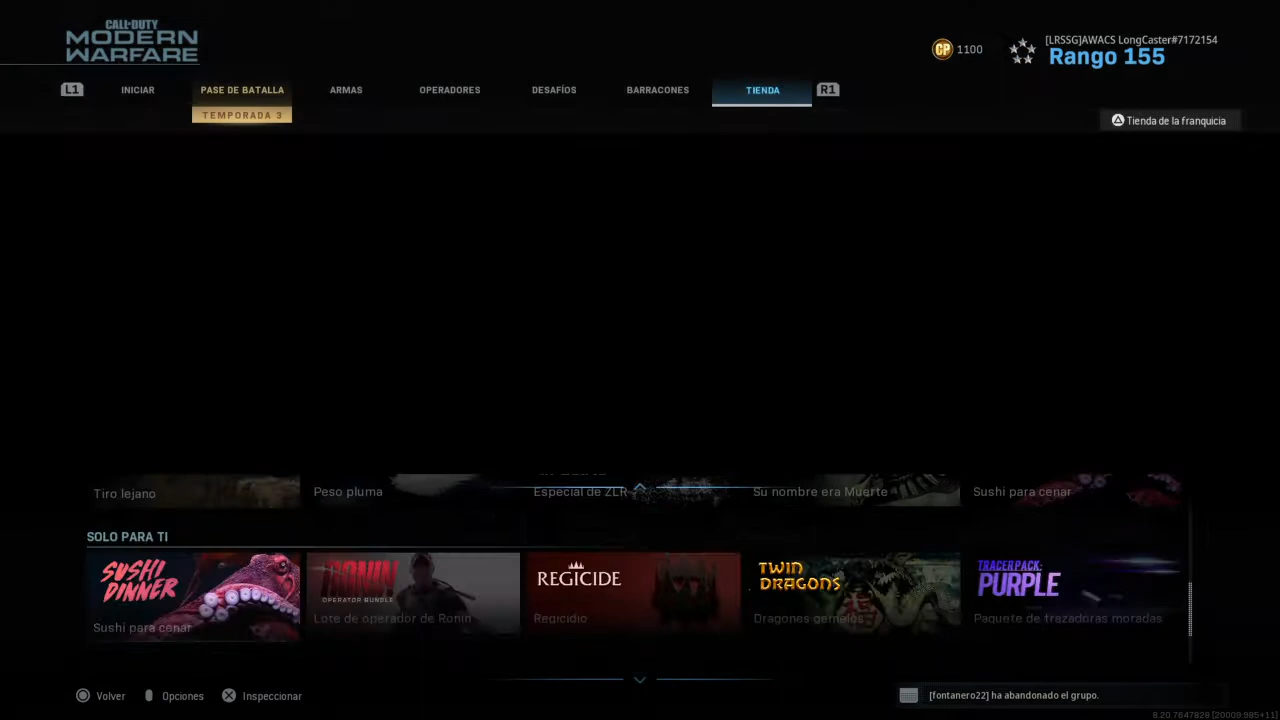 CALL OF DUTY
MODERN
WARFARE
CP 1100
[LRSSG]AWACS LongCaster#7172154
Rango 155
L1 INICIAR PASE DE BATALLA ARMAS OPERADORES DESAFÍOS BARRACONES TIENDA R1
TEMPORADA 3
Tienda de la franquicia
Tiro lejano Peso pluma Especial de ZLR Su nombre era Muerte Sushi para cenar
SOLO PARA TI
SUSHI DINNER
Sushi para cenar
RONIN
OPERATOR BUNDLE
Lote de operador de Ronin
REGICIDE
Regicidio
TWIN DRAGONS
Dragones gemelos
TRACER PACK:
PURPLE
Paquete de trazadoras moradas
Volver Opciones Inspeccionar
[fontanero22] ha abandonado el grupo.